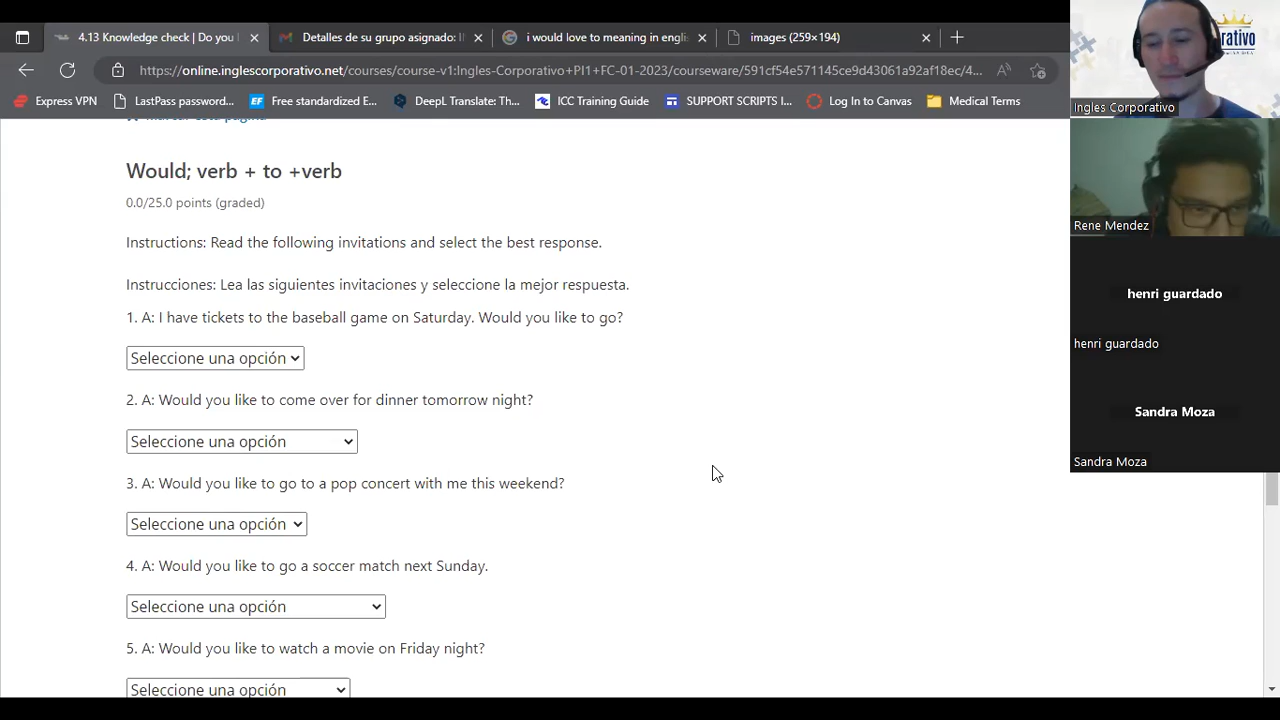 4.13 Knowledge check | Do you l
Detalles de su grupo asignado: II
i would love to meaning in engli
images (259×194)
https://online.inglescorporativo.net/courses/course-v1:Ingles-Corporativo+PI1+FC-01-2023/courseware/591cf54e571145ce9d43061a92af18ec/4...
Express VPN
LastPass password...
Free standardized E...
DeepL Translate: Th...
ICC Training Guide
SUPPORT SCRIPTS I...
Log In to Canvas
Medical Terms
rativo
Ingles Corporativo
Rene Mendez
henri guardado
henri guardado
Sandra Moza
Sandra Moza
Marcar esta página
Would; verb + to +verb
0.0/25.0 points (graded)
Instructions: Read the following invitations and select the best response.
Instrucciones: Lea las siguientes invitaciones y seleccione la mejor respuesta.
1. A: I have tickets to the baseball game on Saturday. Would you like to go?
Seleccione una opción
2. A: Would you like to come over for dinner tomorrow night?
Seleccione una opción
3. A: Would you like to go to a pop concert with me this weekend?
Seleccione una opción
4. A: Would you like to go a soccer match next Sunday.
Seleccione una opción
5. A: Would you like to watch a movie on Friday night?
Seleccione una opción